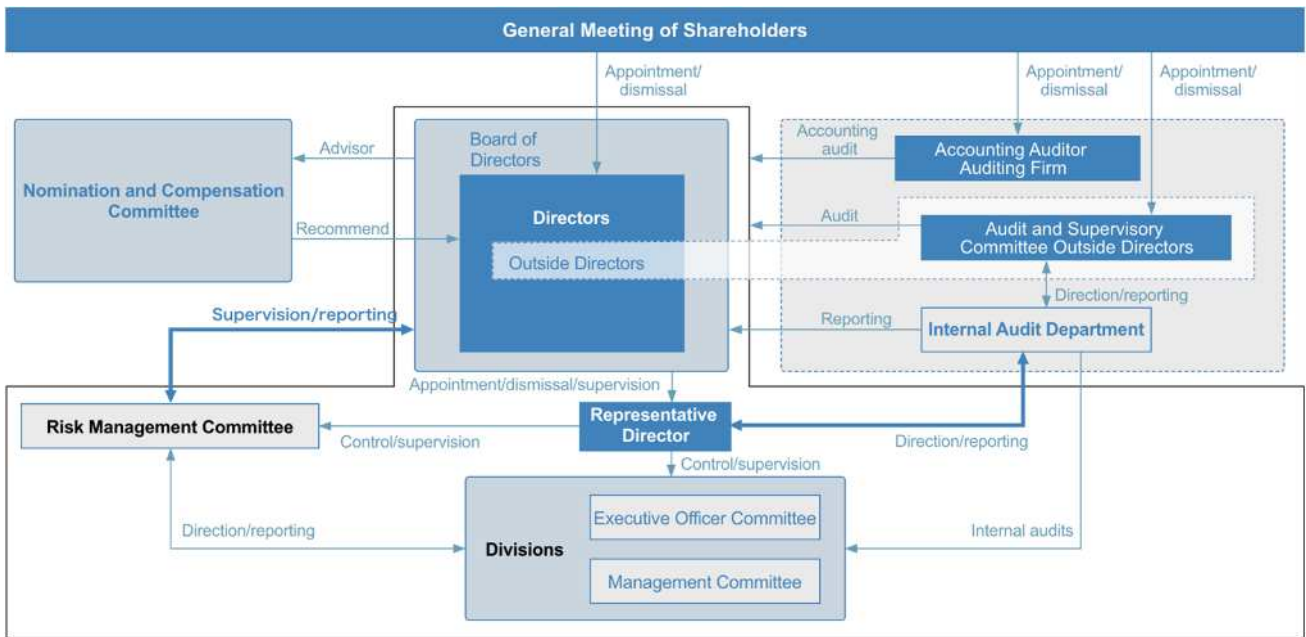 General Meeting of Shareholders
Appointment/
dismissal
Appointment/
dismissal
Appointment/
dismissal
Nomination and Compensation
Committee
Advisor
Recommend
Board of
Directors
Directors
Outside Directors
Accounting
audit
Accounting Auditor
Auditing Firm
Audit
Audit and Supervisory
Committee Outside Directors
Direction/reporting
Supervision/reporting
Reporting
Internal Audit Department
Appointment/dismissal/supervision
Risk Management Committee
Control/supervision
Representative
Director
Direction/reporting
Control/supervision
Direction/reporting
Divisions
Executive Officer Committee
Management Committee
Internal audits